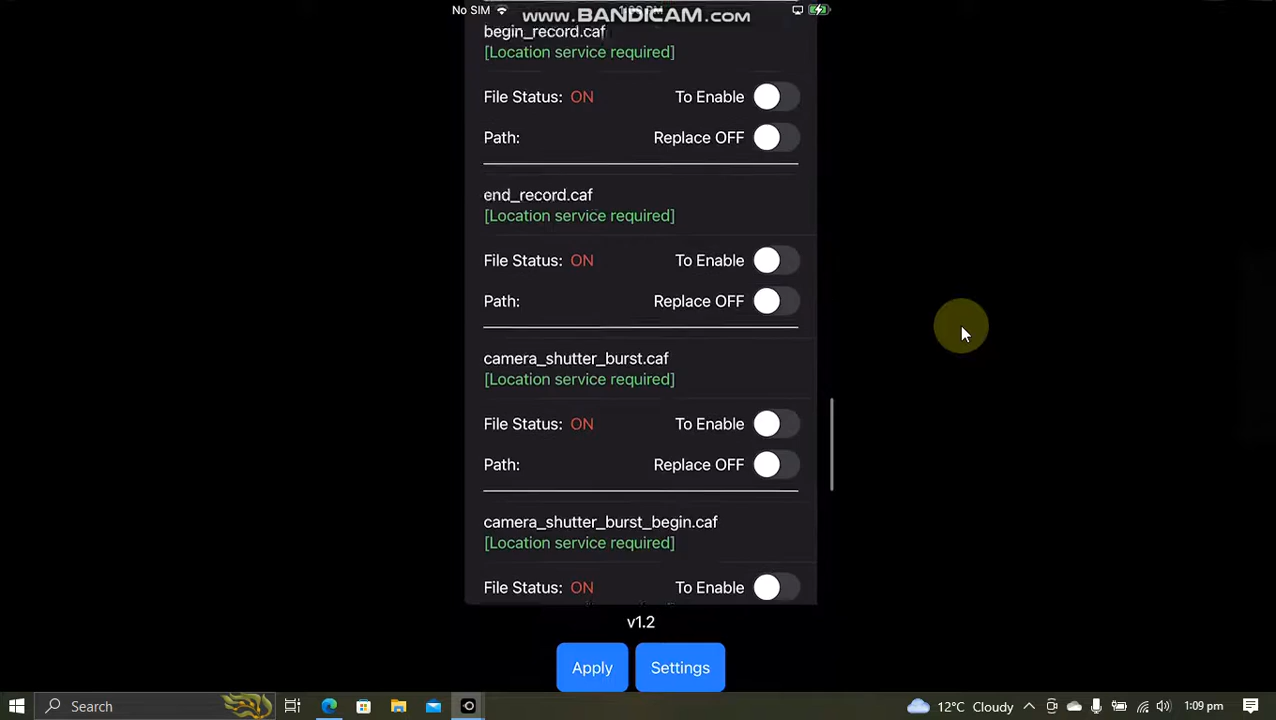 No SIM
www.BANDICAM.com
begin_record.caf
[Location service required]
File Status: ON To Enable
Path: Replace OFF
end_record.caf
[Location service required]
File Status: ON To Enable
Path: Replace OFF
camera_shutter_burst.caf
[Location service required]
File Status: ON To Enable
Path: Replace OFF
camera_shutter_burst_begin.caf
[Location service required]
File Status: ON To Enable
v1.2
Apply Settings
Search 12°C Cloudy 1:09 pm